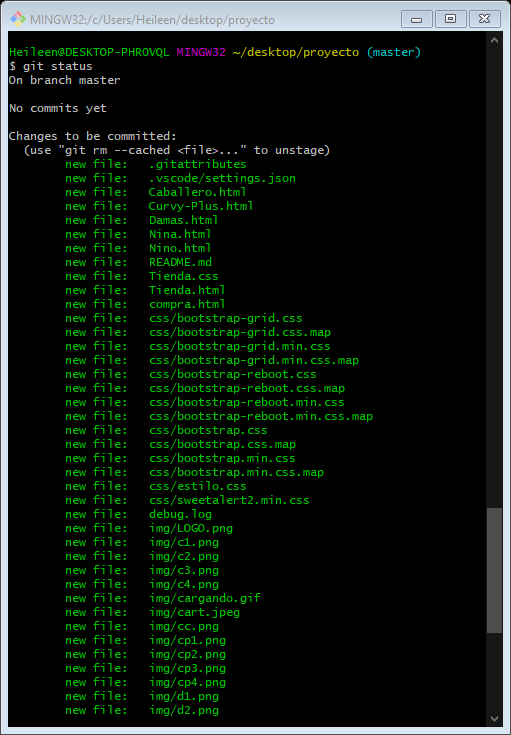 MINGW32:/c/Users/Heileen/desktop/proyecto
Heileen@DESKTOP-PHROVQL MINGW32 ~/desktop/proyecto (master)
$ git status
On branch master
No commits yet
Changes to be committed:
(use "git rm --cached <file>..." to unstage)
new file: .gitattributes
new file: .vscode/settings.json
new file: Caballero.html
new file: Curvy-Plus.html
new file: Damas.html
new file: Nina.html
new file: Nino.html
new file: README.md
new file: Tienda.css
new file: Tienda.html
new file: compra.html
new file: css/bootstrap-grid.css
new file: css/bootstrap-grid.css.map
new file: css/bootstrap-grid.min.css
new file: css/bootstrap-grid.min.css.map
new file: css/bootstrap-reboot.css
new file: css/bootstrap-reboot.css.map
new file: css/bootstrap-reboot.min.css
new file: css/bootstrap-reboot.min.css.map
new file: css/bootstrap.css
new file: css/bootstrap.css.map
new file: css/bootstrap.min.css
new file: css/bootstrap.min.css.map
new file: css/estilo.css
new file: css/sweetalert2.min.css
new file: debug.log
new file: img/LOGO.png
new file: img/c1.png
new file: img/c2.png
new file: img/c3.png
new file: img/c4.png
new file: img/cargando.gif
new file: img/cart.jpeg
new file: img/cc.png
new file: img/cp1.png
new file: img/cp2.png
new file: img/cp3.png
new file: img/cp4.png
new file: img/d1.png
new file: img/d2.png